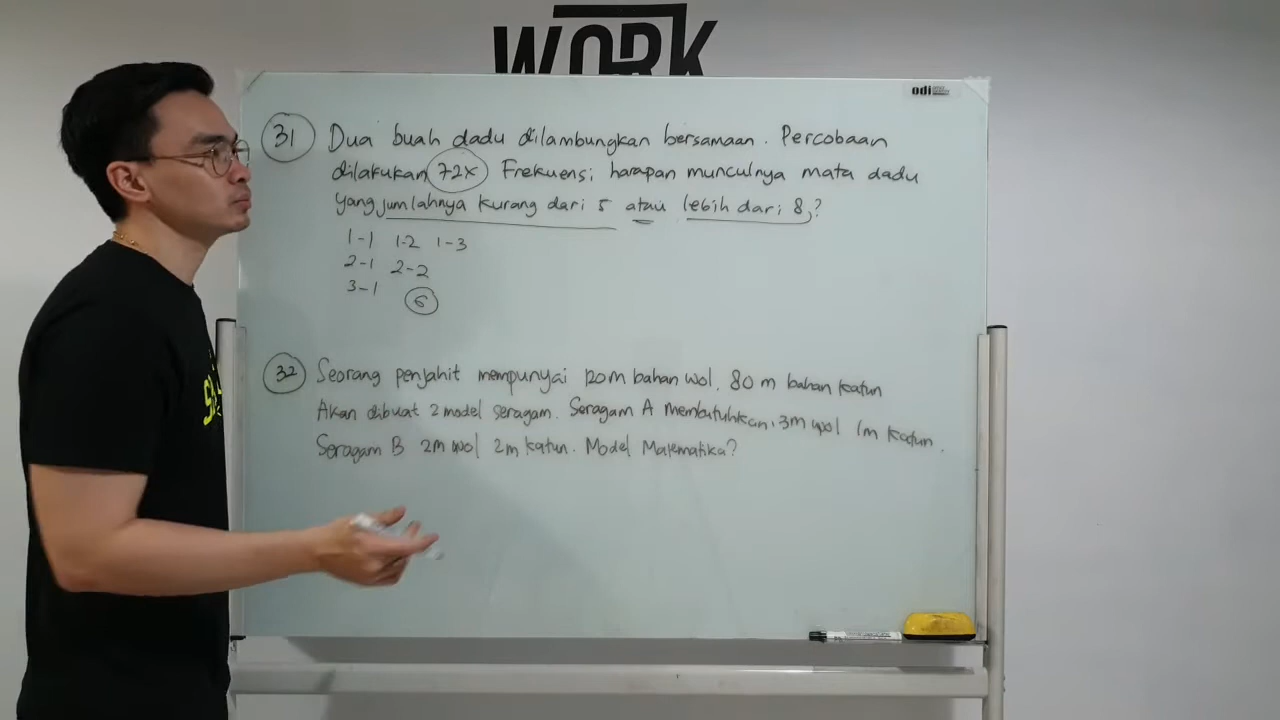 WORK
odi
31 Dua buah dadu dilambungkan bersamaan. Percobaan
dilakukan 72x Frekuensi harapan munculnya mata dadu
yang jumlahnya kurang dari 5 atau lebih dari 8,?
1-1 1-2 1-3
2-1 2-2
3-1 6
32 Seorang penjahit mempunyai 120m bahan wol, 80 m bahan katun
Akan dibuat 2 model seragam. Seragam A membutuhkan, 3m wol 1m katun.
Seragam B 2m wol 2m katun. Model Matematika?